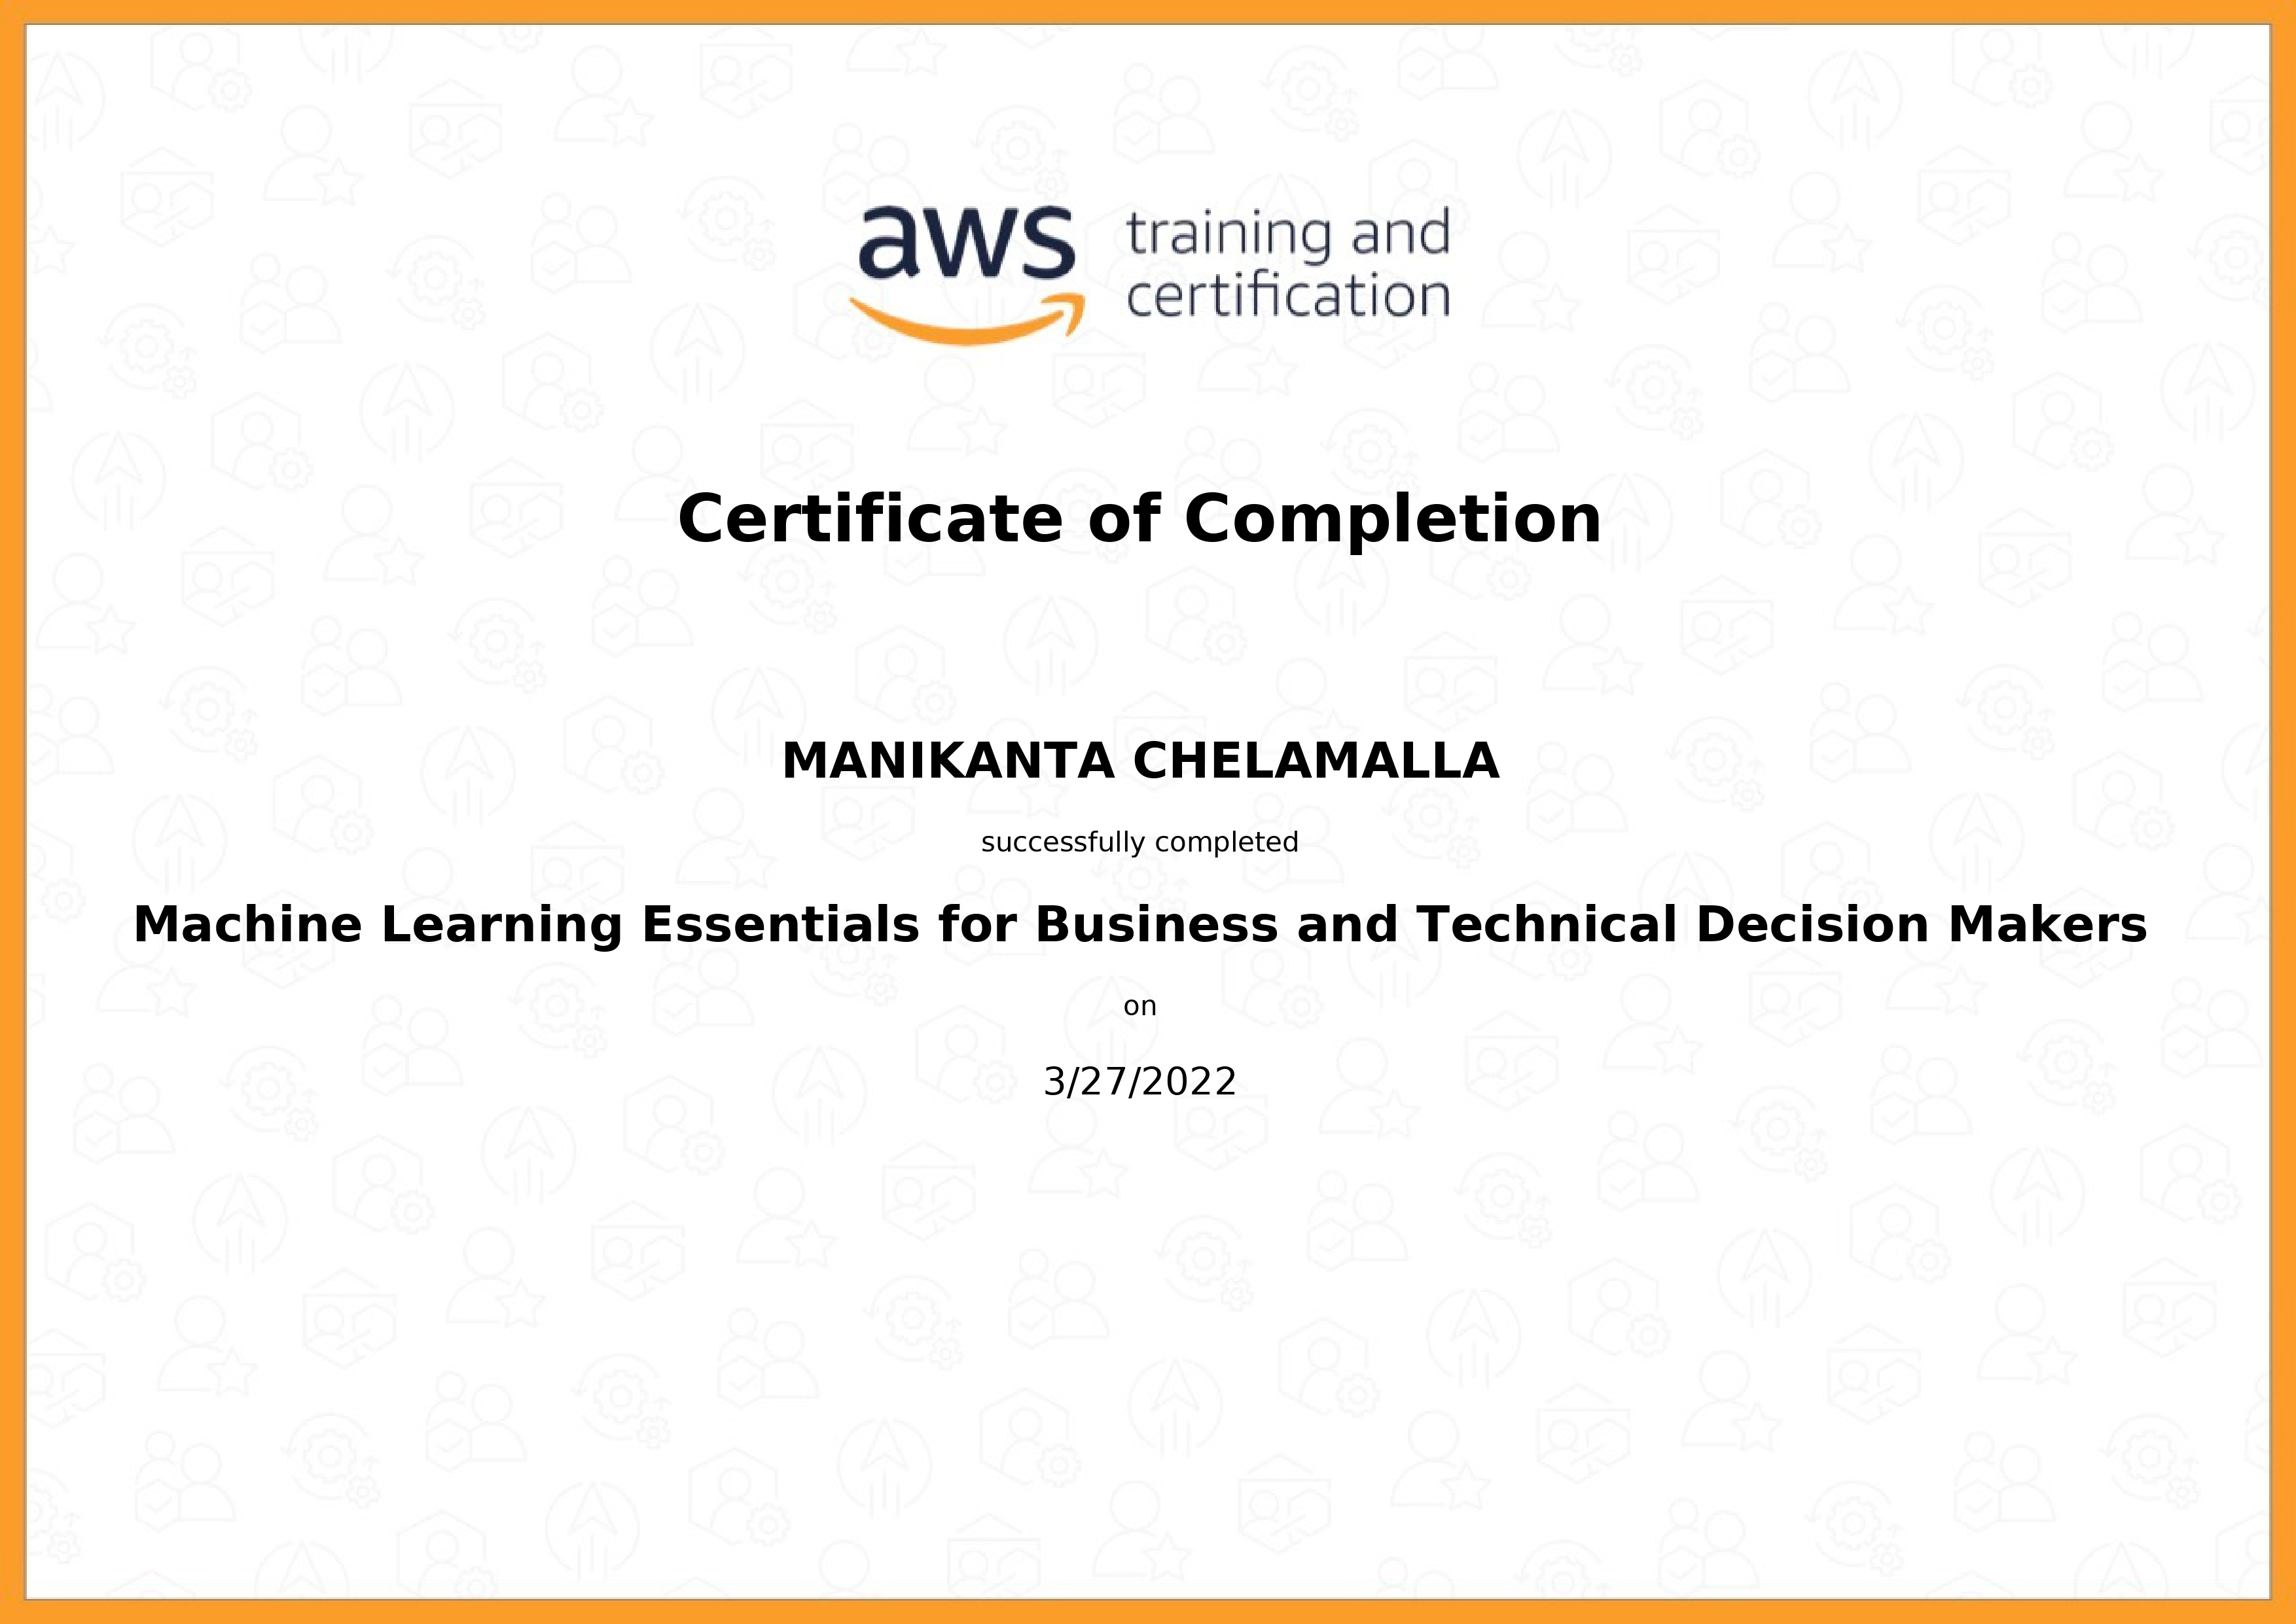 aws training and
certification
Certificate of Completion
MANIKANTA CHELAMALLA
successfully completed
Machine Learning Essentials for Business and Technical Decision Makers
on
3/27/2022